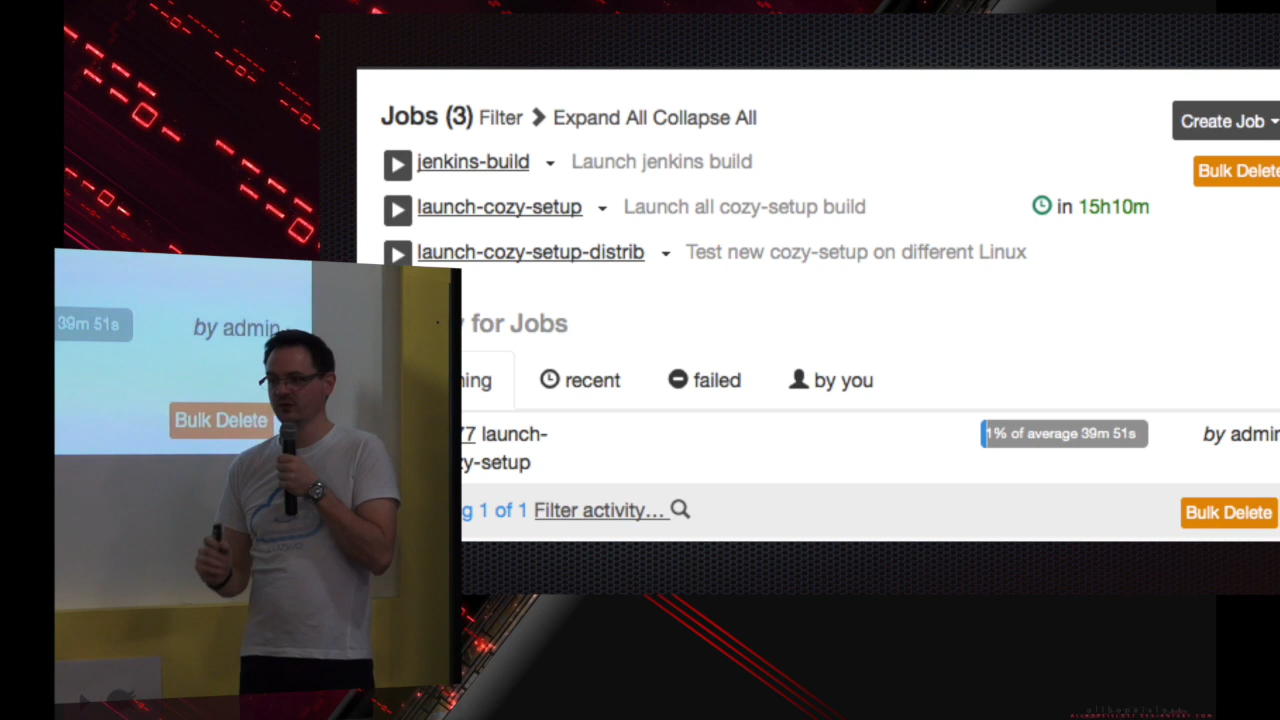 Jobs (3) Filter Expand All Collapse All
Create Job
jenkins-build Launch jenkins build
Bulk Delete
launch-cozy-setup Launch all cozy-setup build in 15h10m
launch-cozy-setup-distrib Test new cozy-setup on different Linux
for Jobs
recent failed by you
7 launch-
1% of average 39m 51s by admin
y-setup
g 1 of 1 Filter activity...
Bulk Delete
39m 51s by admin
Bulk Delete